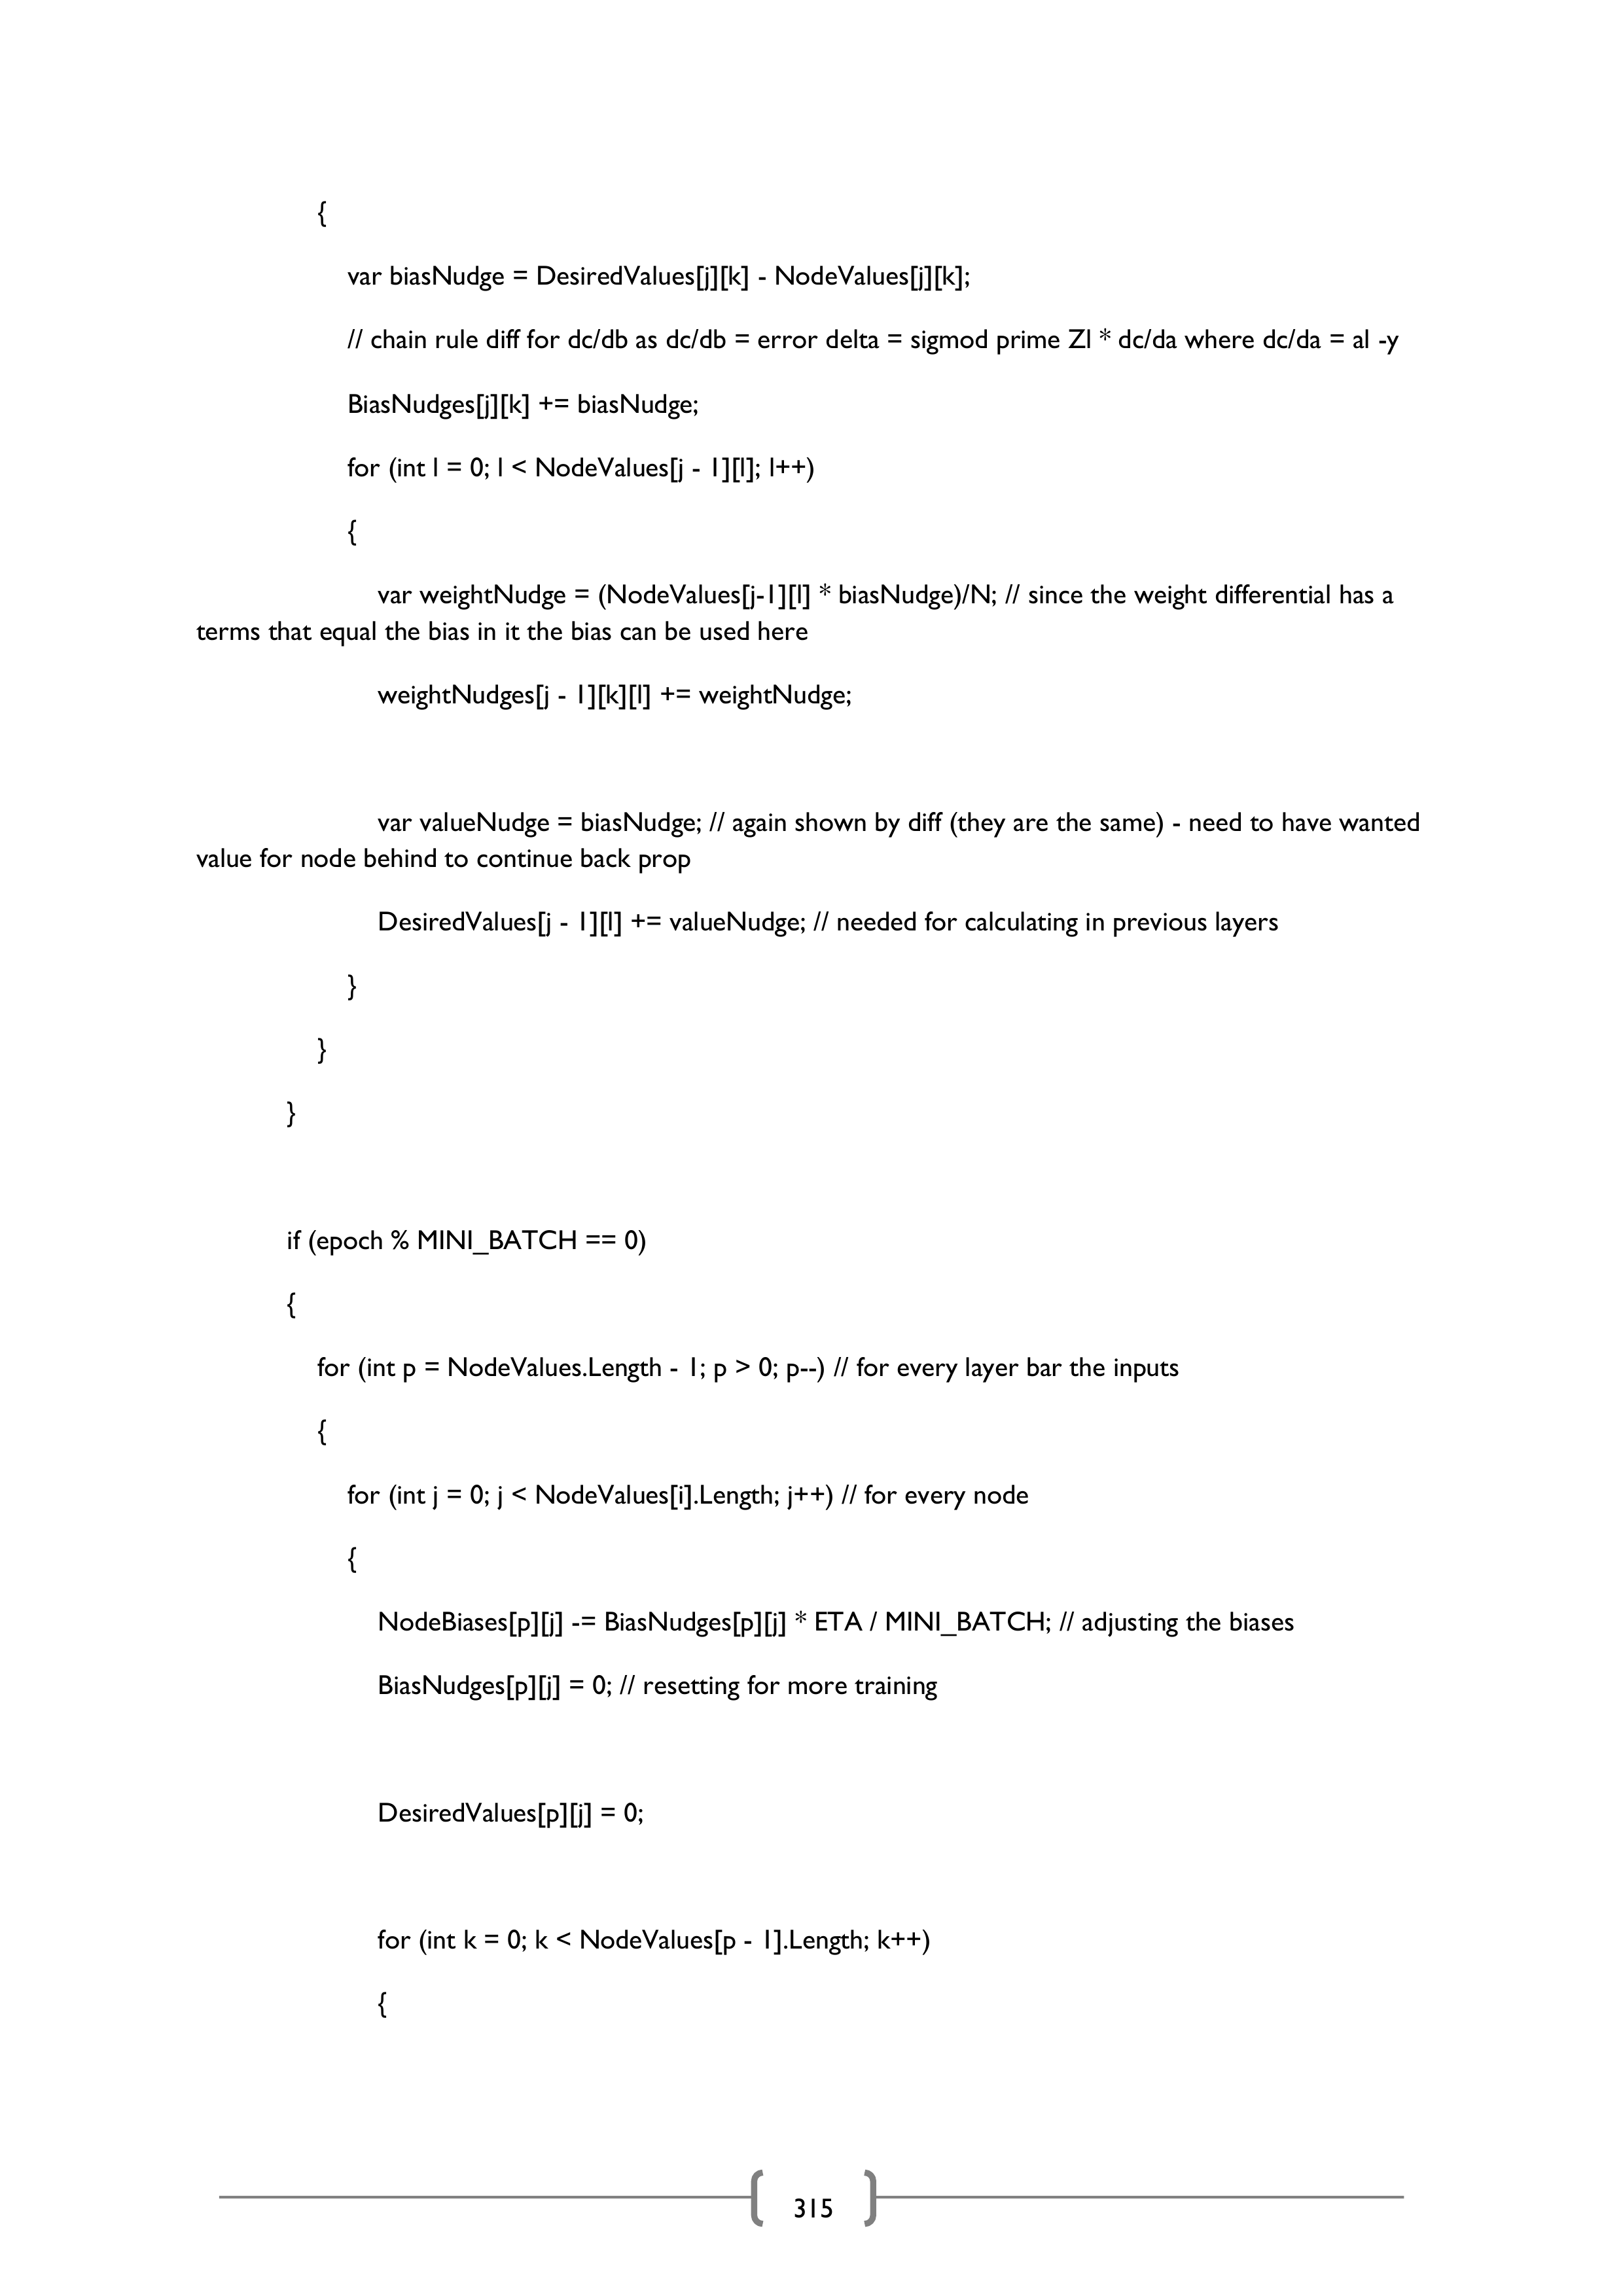 {
var biasNudge = DesiredValues[j][k] - NodeValues[j][k];
// chain rule diff for dc/db as dc/db = error delta = sigmod prime Zl * dc/da where dc/da = al -y
BiasNudges[j][k] += biasNudge;
for (int l = 0; l < NodeValues[j - 1][l]; l++)
{
var weightNudge = (NodeValues[j-1][l] * biasNudge)/N; // since the weight differential has a
terms that equal the bias in it the bias can be used here
weightNudges[j - 1][k][l] += weightNudge;
var valueNudge = biasNudge; // again shown by diff (they are the same) - need to have wanted
value for node behind to continue back prop
DesiredValues[j - 1][l] += valueNudge; // needed for calculating in previous layers
}
}
}
if (epoch % MINI_BATCH == 0)
{
for (int p = NodeValues.Length - 1; p > 0; p--) // for every layer bar the inputs
{
for (int j = 0; j < NodeValues[i].Length; j++) // for every node
{
NodeBiases[p][j] -= BiasNudges[p][j] * ETA / MINI_BATCH; // adjusting the biases
BiasNudges[p][j] = 0; // resetting for more training
DesiredValues[p][j] = 0;
for (int k = 0; k < NodeValues[p - 1].Length; k++)
{
315